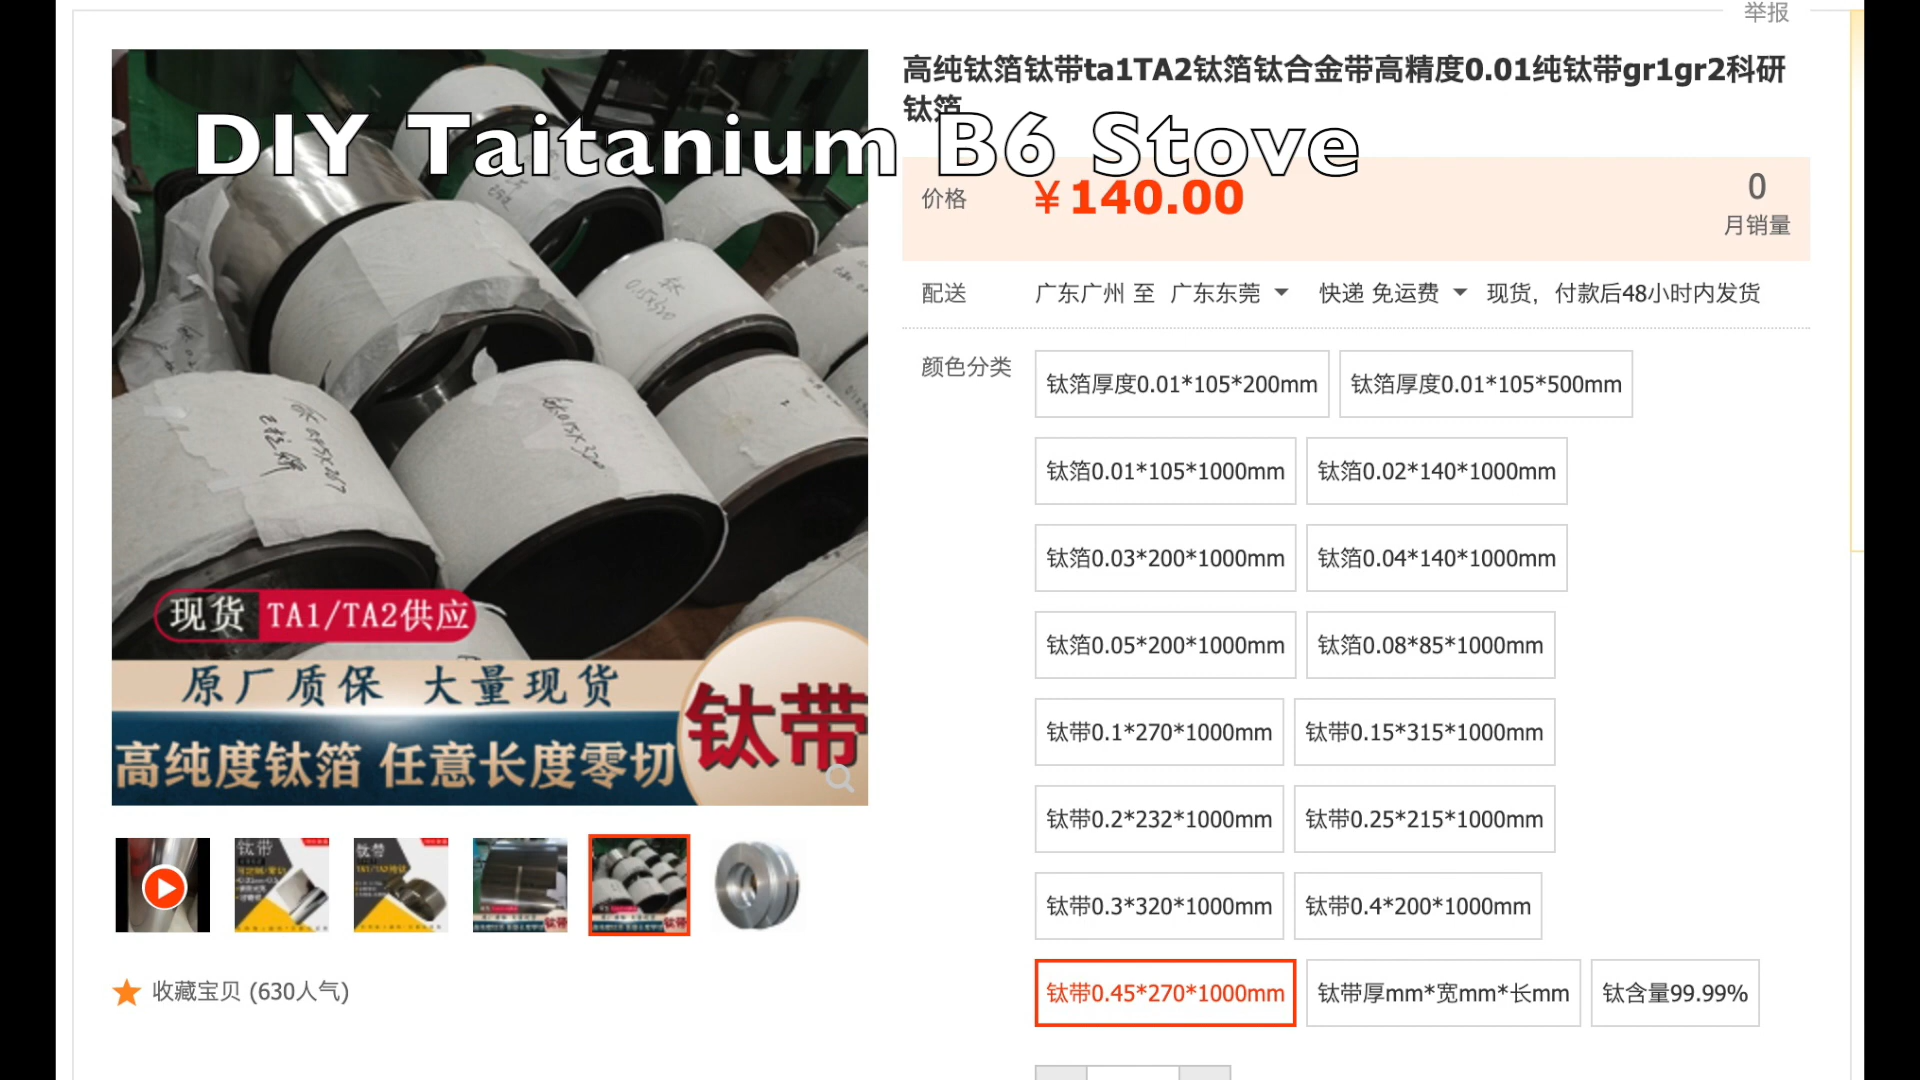 举报
高纯钛箔钛带ta1TA2钛箔钛合金带高精度0.01纯钛带gr1gr2科研
钛箔
DIY Taitanium B6 Stove
价格 ¥140.00
0
月销量
配送 广东广州 至 广东东莞 快递 免运费 现货，付款后48小时内发货
颜色分类
钛箔厚度0.01*105*200mm 钛箔厚度0.01*105*500mm
钛箔0.01*105*1000mm 钛箔0.02*140*1000mm
钛箔0.03*200*1000mm 钛箔0.04*140*1000mm
钛箔0.05*200*1000mm 钛箔0.08*85*1000mm
钛带0.1*270*1000mm 钛带0.15*315*1000mm
钛带0.2*232*1000mm 钛带0.25*215*1000mm
钛带0.3*320*1000mm 钛带0.4*200*1000mm
钛带0.45*270*1000mm 钛带厚mm*宽mm*长mm 钛含量99.99%
现货 TA1/TA2供应
原厂质保 大量现货
高纯度钛箔 任意长度零切
钛带
钛带
钛带
钛带
钛带
收藏宝贝 (630人气)